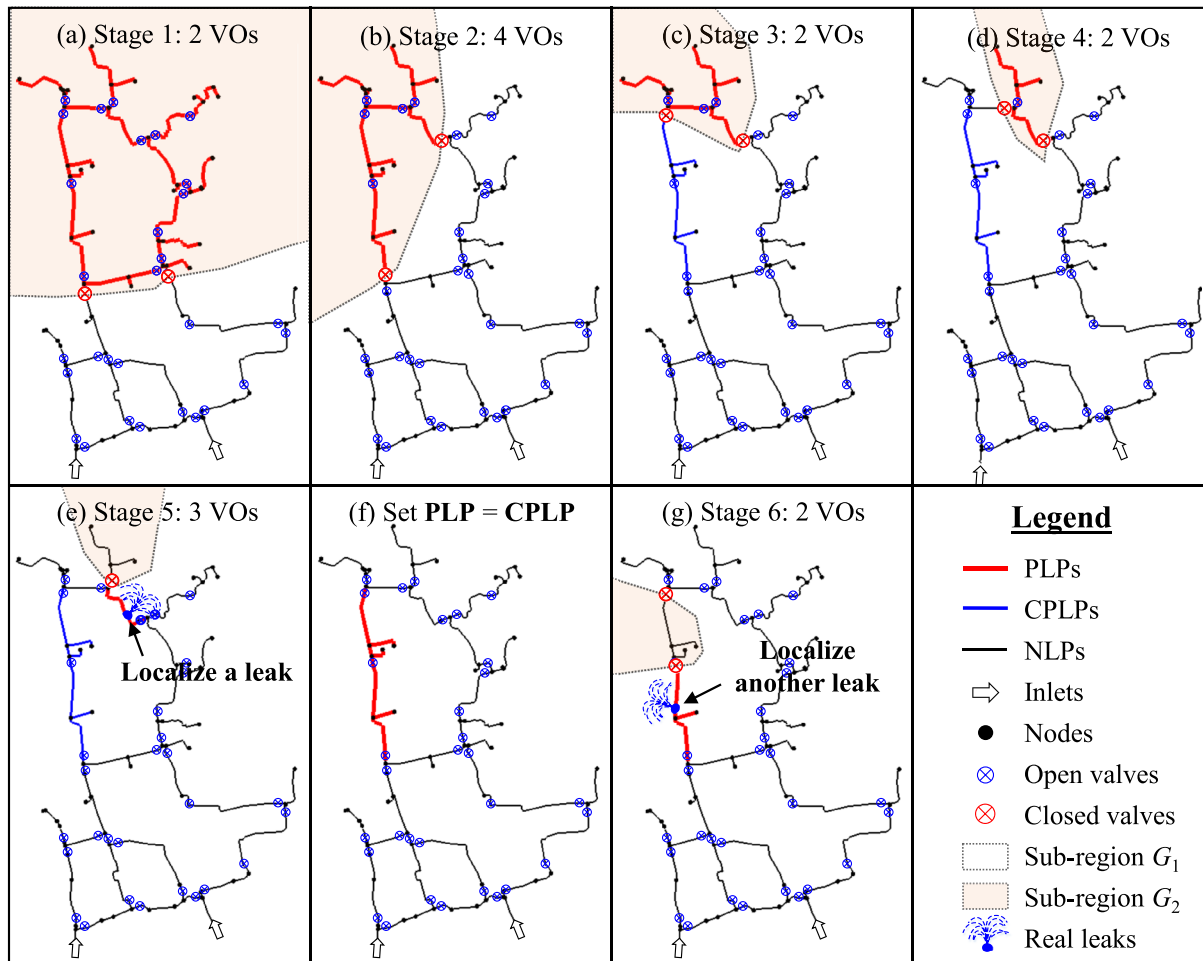 (a) Stage 1: 2 VOs
(b) Stage 2: 4 VOs
(c) Stage 3: 2 VOs
(d) Stage 4: 2 VOs
(e) Stage 5: 3 VOs
Localize a leak
(f) Set PLP = CPLP
(g) Stage 6: 2 VOs
Localize
another leak
Legend
PLPs
CPLPs
NLPs
Inlets
Nodes
Open valves
Closed valves
Sub-region G₁
Sub-region G₂
Real leaks